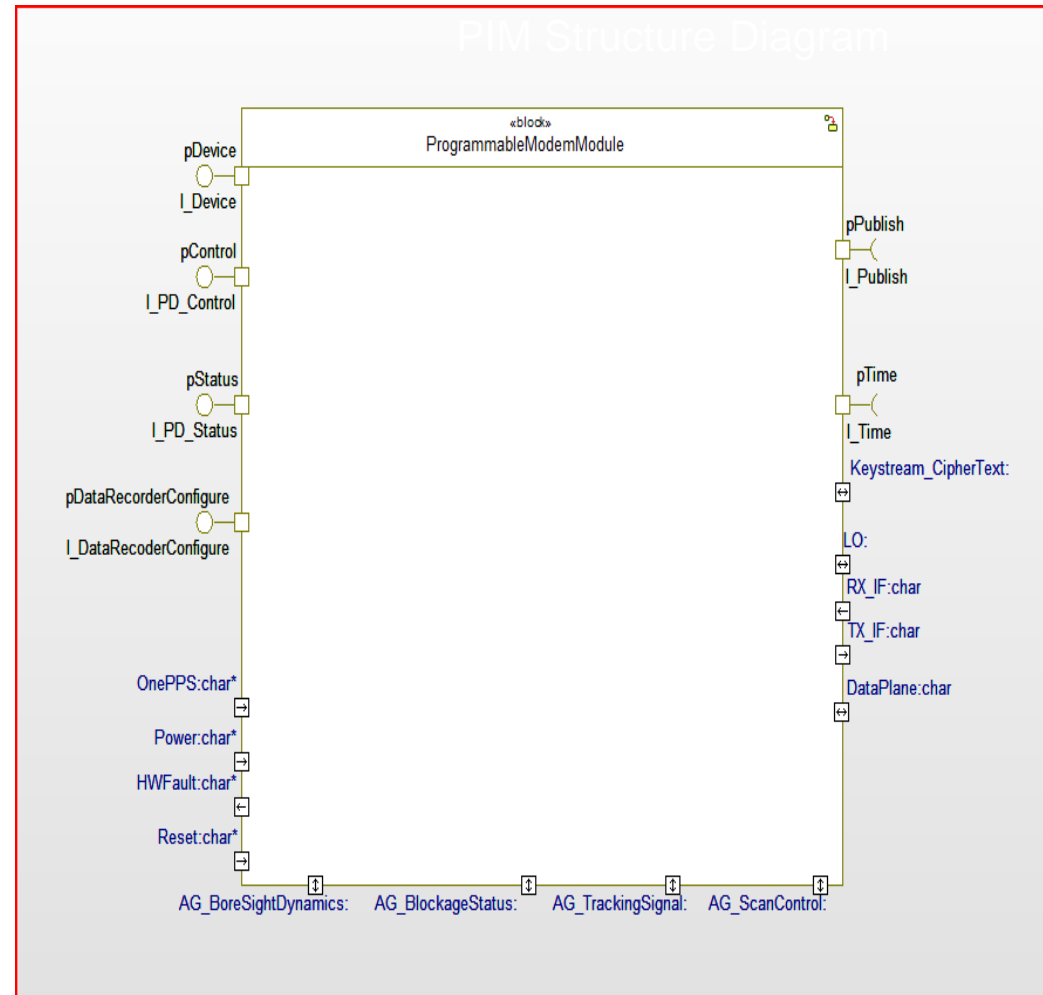 PIM Structure Diagram
«block»
ProgrammableModemModule
pDevice
I_Device
pControl
I_PD_Control
pStatus
I_PD_Status
pDataRecorderConfigure
I_DataRecoderConfigure
OnePPS:char*
Power:char*
HWFault:char*
Reset:char*
pPublish
I_Publish
pTime
I_Time
Keystream_CipherText:
LO:
RX_IF:char
TX_IF:char
DataPlane:char
AG_BoreSightDynamics:
AG_BlockageStatus:
AG_TrackingSignal:
AG_ScanControl: